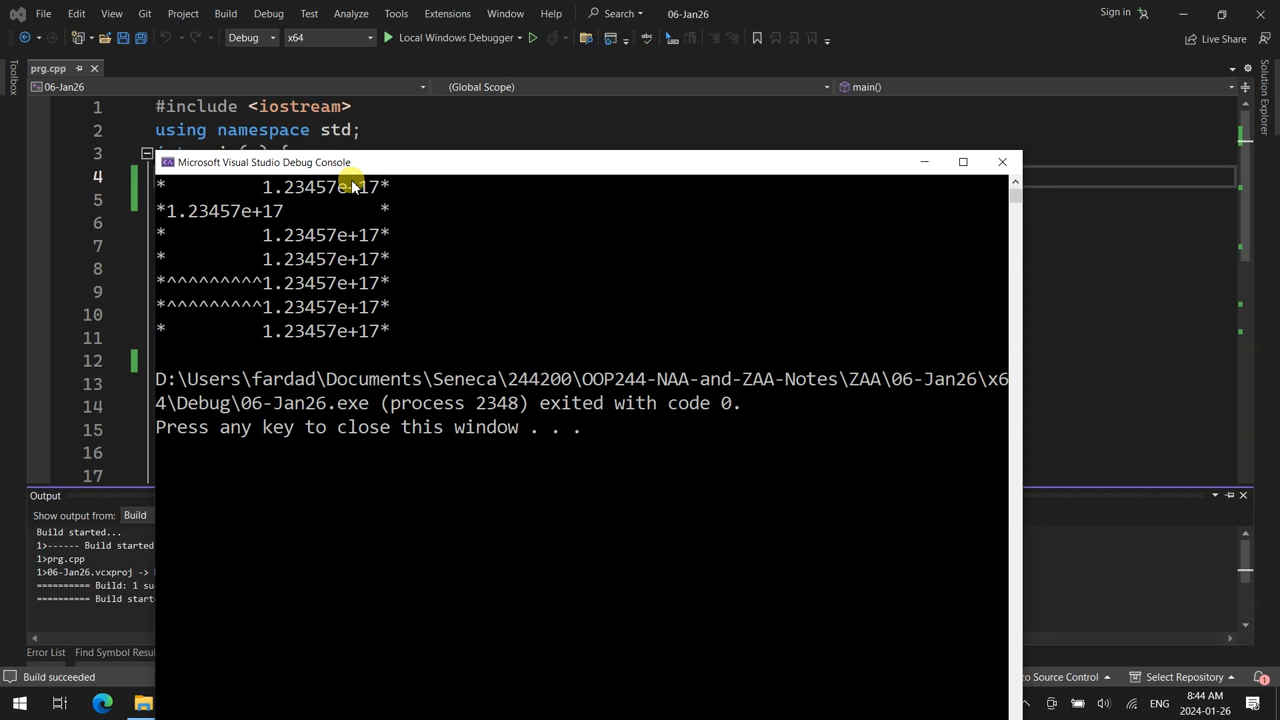 File Edit View Git Project Build Debug Test Analyze Tools Extensions Window Help Search 06-Jan26 Sign in
Debug x64 Local Windows Debugger Live Share
prg.cpp
06-Jan26 (Global Scope) main()
Toolbox
Solution Explorer
1 #include <iostream>
2 using namespace std;
3
4
5
6
7
8
9
10
11
12
13
14
15
16
17
Microsoft Visual Studio Debug Console
*         1.23457e+17*
*1.23457e+17         *
*         1.23457e+17*
*         1.23457e+17*
*^^^^^^^^^1.23457e+17*
*^^^^^^^^^1.23457e+17*
*         1.23457e+17*
D:\Users\fardad\Documents\Seneca\244200\OOP244-NAA-and-ZAA-Notes\ZAA\06-Jan26\x6
4\Debug\06-Jan26.exe (process 2348) exited with code 0.
Press any key to close this window . . .
Output
Show output from: Build
Build started...
1>------ Build started
1>prg.cpp
1>06-Jan26.vcxproj ->
========== Build: 1 su
========== Build start
Error List Find Symbol Resul
Build succeeded to Source Control Select Repository 1
ENG 8:44 AM
2024-01-26